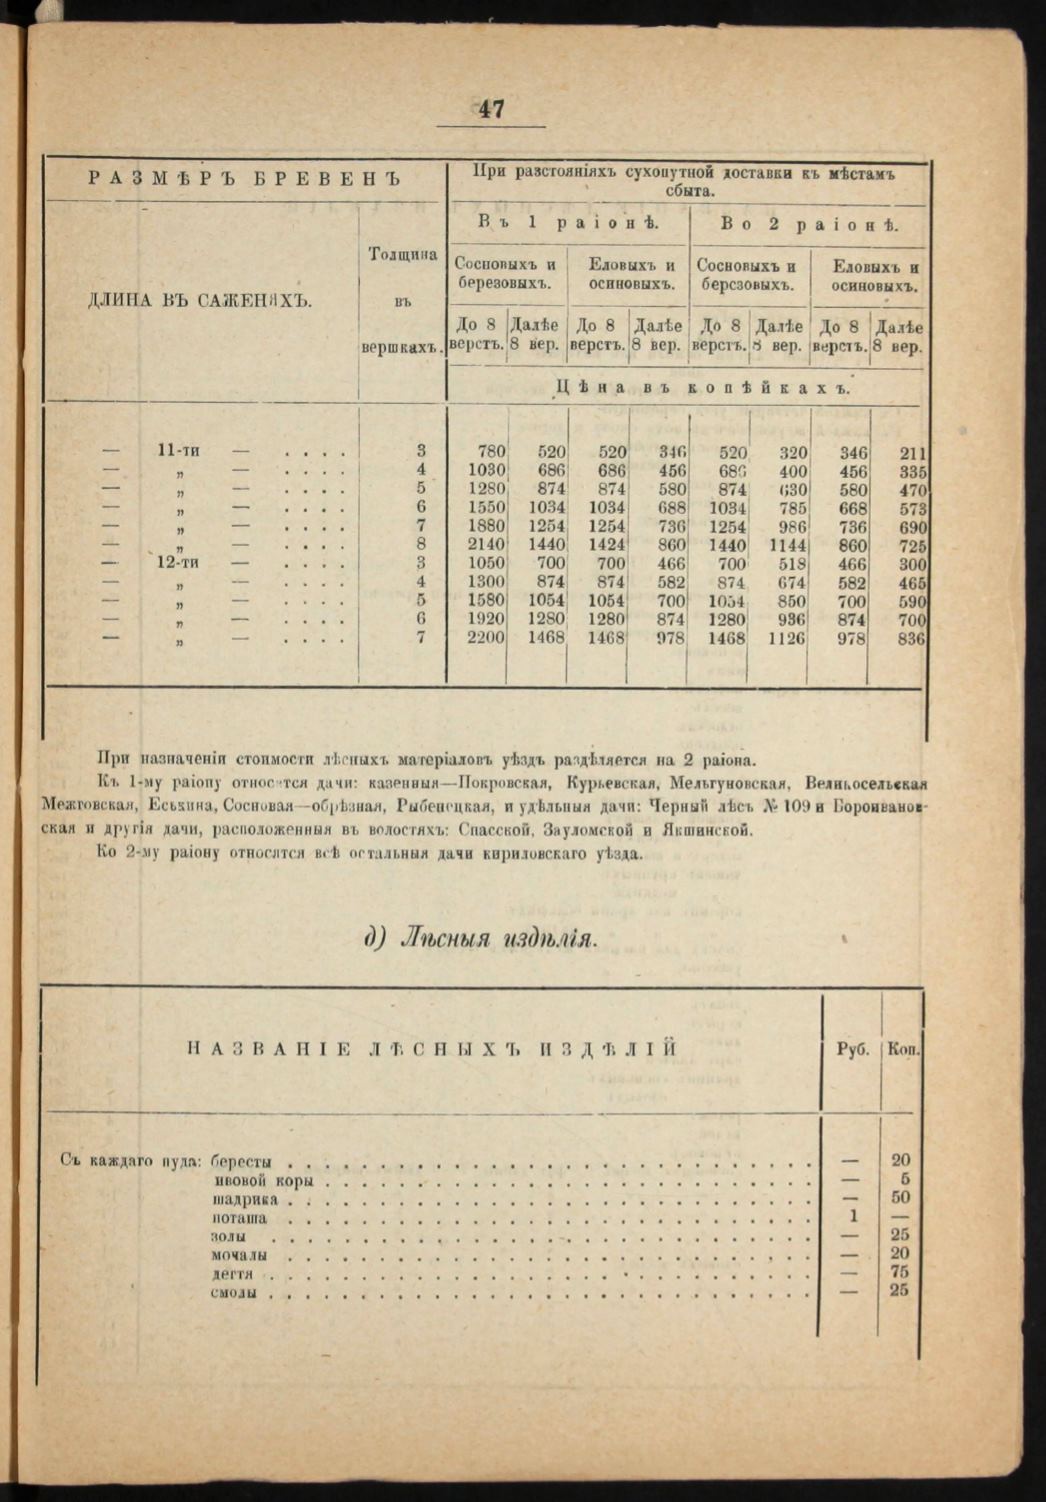 47
РАЗМѢРЪ БРЕВЕНЪ
При разстояніяхъ сухопутной доставки къ мѣстамъ
сбыта.
Въ 1 раіонѣ. Во 2 раіонѣ.
ДЛИНА ВЪ САЖЕНЯХЪ.
Толщина
въ
вершкахъ.
Сосновыхъ и Еловыхъ и Сосновыхъ и Еловыхъ и
березовыхъ. осиновыхъ. березовыхъ. осиновыхъ.
До 8 Далѣе До 8 Далѣе До 8 Далѣе До 8 Далѣе
верстъ. 8 вер. верстъ. 8 вер. верстъ. 8 вер. верстъ. 8 вер.
Цѣна въ копѣйкахъ.
— 11-ти — . . . . 3 780 520 520 346 520 320 346 211
— „ — . . . . 4 1030 686 686 456 686 400 456 335
— „ — . . . . 5 1280 874 874 580 874 630 580 470
— „ — . . . . 6 1550 1034 1034 688 1034 785 668 573
— „ — . . . . 7 1880 1254 1254 736 1254 986 736 690
— „ — . . . . 8 2140 1440 1424 860 1440 1144 860 725
— 12-ти — . . . . 3 1050 700 700 466 700 518 466 300
— „ — . . . . 4 1300 874 874 582 874 674 582 465
— „ — . . . . 5 1580 1054 1054 700 1054 850 700 590
— „ — . . . . 6 1920 1280 1280 874 1280 936 874 700
— „ — . . . . 7 2200 1468 1468 978 1468 1126 978 836
При назначеніи стоимости лѣсныхъ матеріаловъ уѣздъ раздѣляется на 2 раіона.
Къ 1-му раіону относятся дачи: казенныя—Покровская, Курьевская, Мельгуновская, Великосельская
Межговская, Еськина, Сосновая—обрѣзная, Рыбенецкая, и удѣльныя дачи: Черный лѣсъ № 109 и Бороиванов-
ская и другія дачи, расположенныя въ волостяхъ: Спасской, Зауломской и Якшинской.
Ко 2-му раіону относятся всѣ остальныя дачи кириловскаго уѣзда.
д) Лѣсныя издѣлія.
НАЗВАНІЕ ЛѢСНЫХЪ ИЗДѢЛІЙ Руб. Коп.
Съ каждаго пуда: бересты . . . . . . . . . . — 20
ивовой коры . . . . . . . . . . — 5
шадрика . . . . . . . . . . — 50
поташа . . . . . . . . . . 1 —
золы . . . . . . . . . . — 25
мочалы . . . . . . . . . . — 20
дегтя . . . . . . . . . . — 75
смолы . . . . . . . . . . — 25